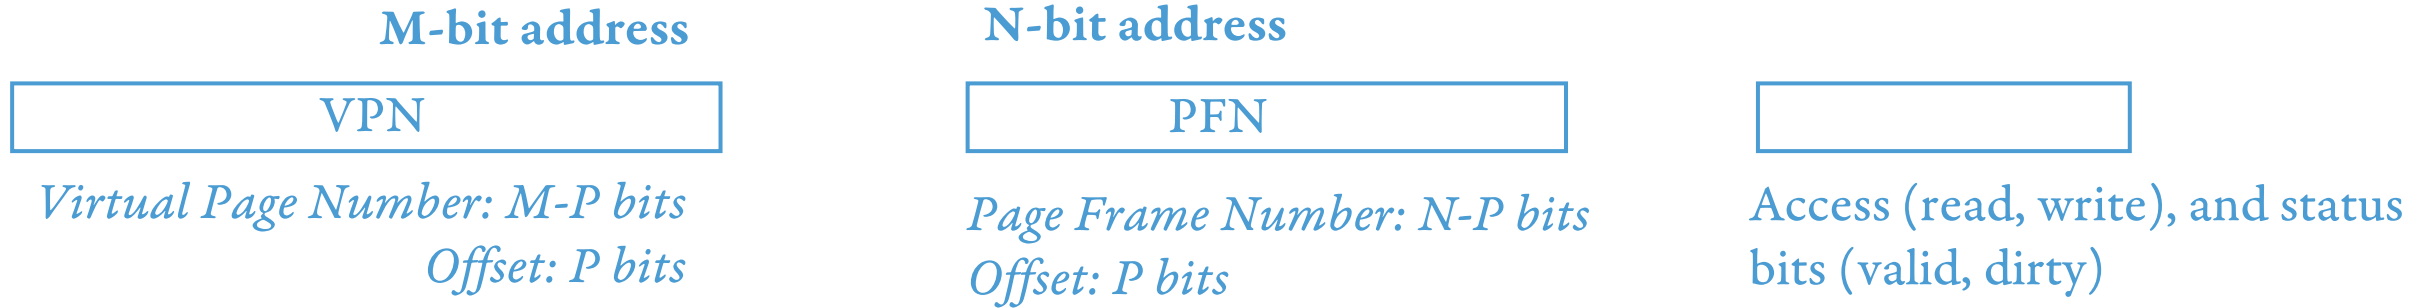 M-bit address
N-bit address
VPN
PFN
Virtual Page Number: M-P bits
Offset: P bits
Page Frame Number: N-P bits
Offset: P bits
Access (read, write), and status
bits (valid, dirty)